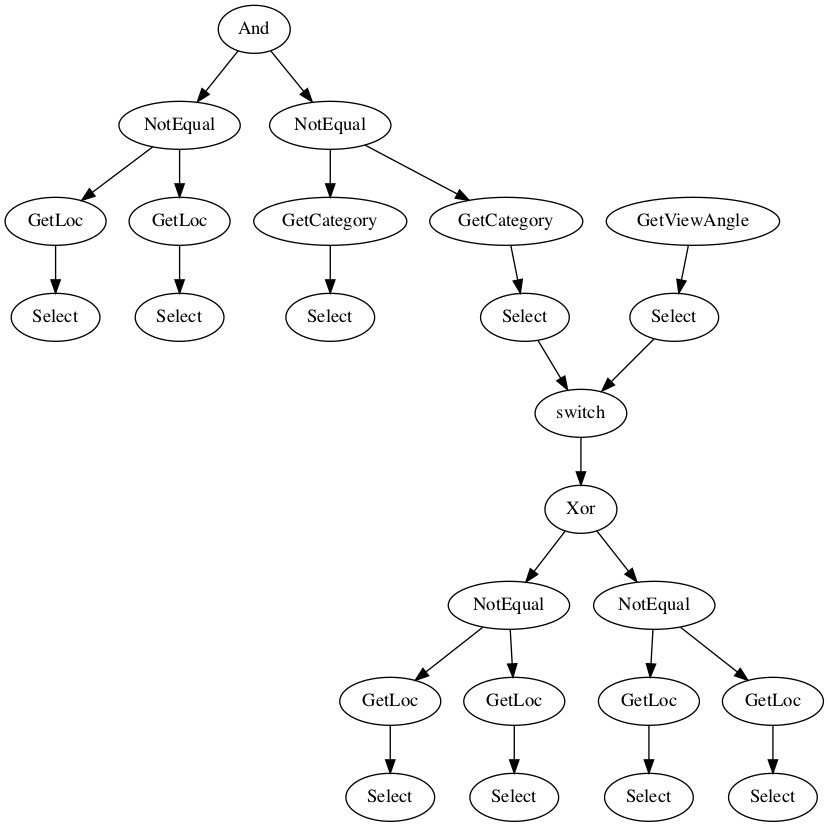 And
NotEqual NotEqual
GetLoc GetLoc GetCategory GetCategory GetViewAngle
Select Select Select Select Select
switch
Xor
NotEqual NotEqual
GetLoc GetLoc GetLoc GetLoc
Select Select Select Select